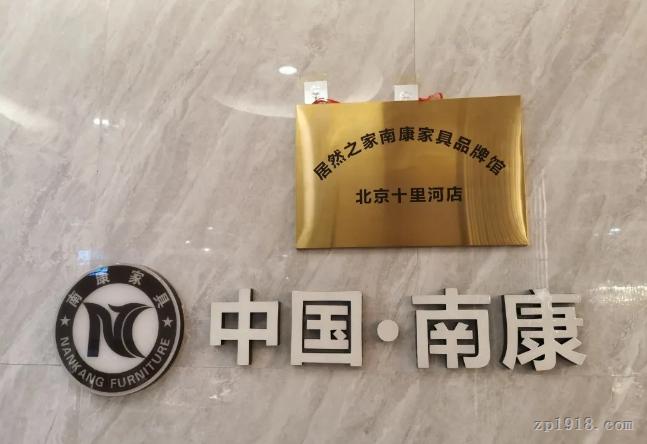 居然之家南康家具品牌馆
北京十里河店
南康家具
NC
NANKANG FURNITURE
中国·南康
zp1918.com